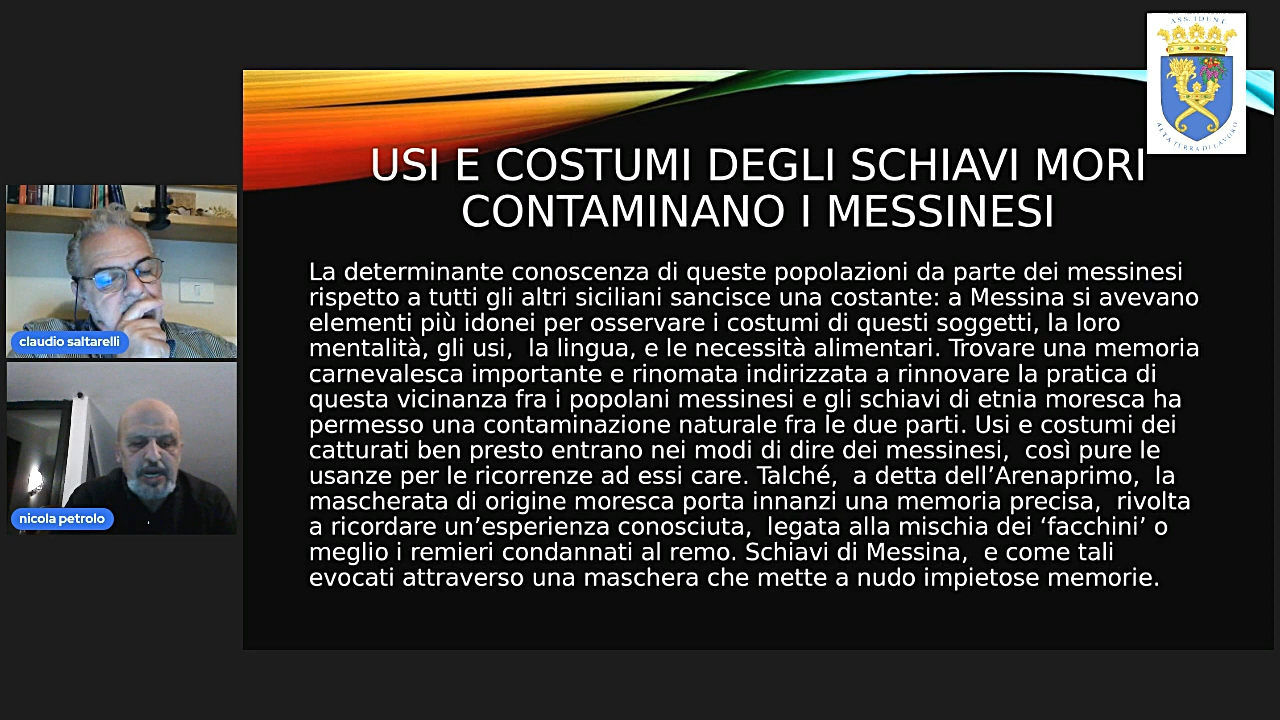 ASS. IDENT
ALTA TERRA DI LAVORO
USI E COSTUMI DEGLI SCHIAVI MORI
CONTAMINANO I MESSINESI
La determinante conoscenza di queste popolazioni da parte dei messinesi
rispetto a tutti gli altri siciliani sancisce una costante: a Messina si avevano
elementi più idonei per osservare i costumi di questi soggetti, la loro
mentalità, gli usi,  la lingua, e le necessità alimentari. Trovare una memoria
carnevalesca importante e rinomata indirizzata a rinnovare la pratica di
questa vicinanza fra i popolani messinesi e gli schiavi di etnia moresca ha
permesso una contaminazione naturale fra le due parti. Usi e costumi dei
catturati ben presto entrano nei modi di dire dei messinesi,  così pure le
usanze per le ricorrenze ad essi care. Talché,  a detta dell’Arenaprimo,  la
mascherata di origine moresca porta innanzi una memoria precisa,  rivolta
a ricordare un’esperienza conosciuta,  legata alla mischia dei ‘facchini’ o
meglio i remieri condannati al remo. Schiavi di Messina,  e come tali
evocati attraverso una maschera che mette a nudo impietose memorie.
claudio saltarelli
nicola petrolo